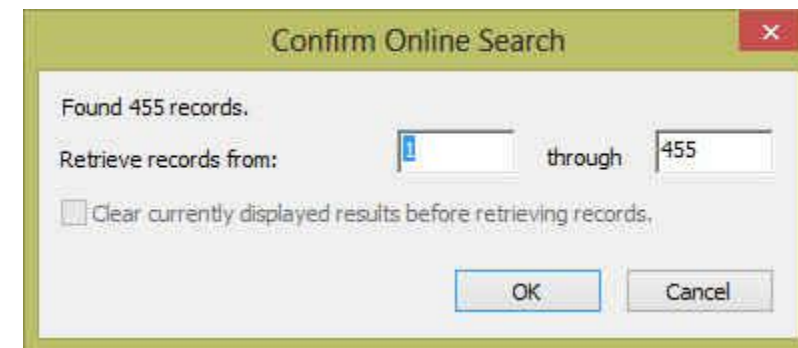 Confirm Online Search
Found 455 records.
Retrieve records from: 1 through 455
Clear currently displayed results before retrieving records.
OK Cancel